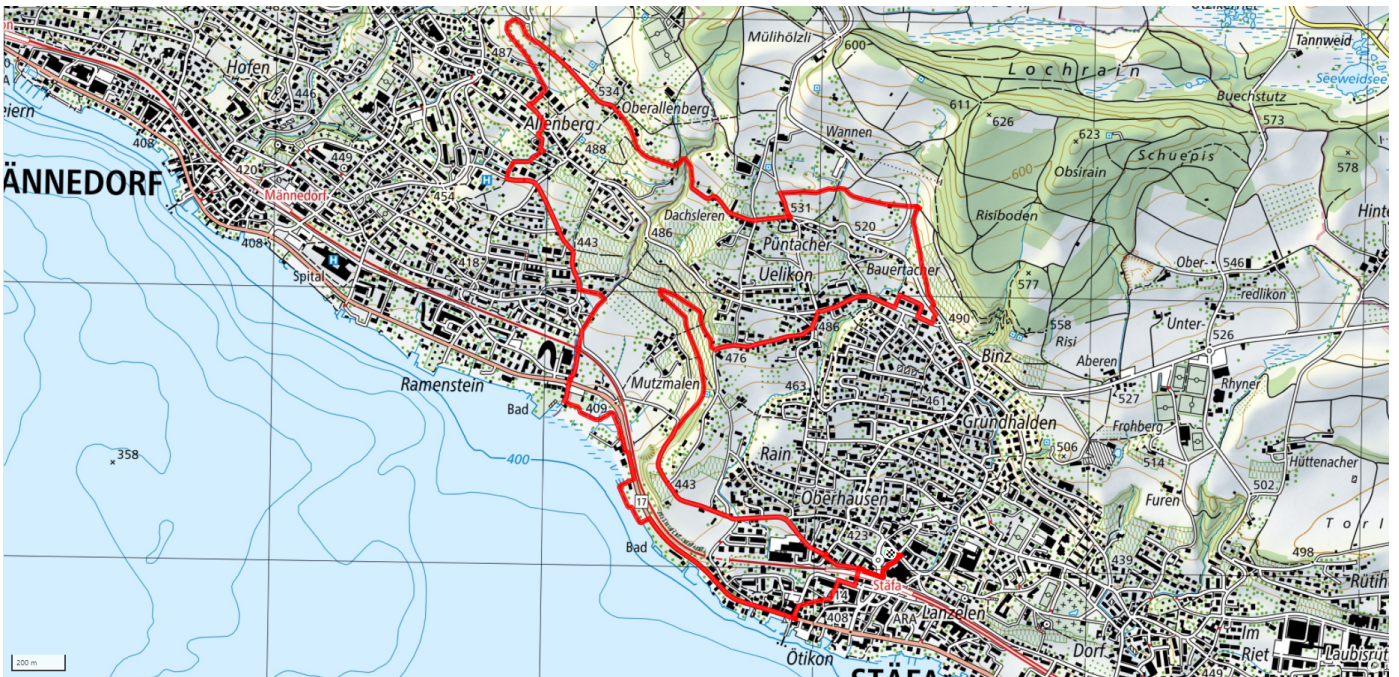 Mülihölzli
600
Tannweid
487
Hofen
Lochrain
Seeweidsee
446
534
Oberallenberg
611
626
Buechstutz
573
Allenberg
Wannen
623
408
488
449
Schuepis
578
420
600
Obsirain
ÄNNEDORF
Männedorf
454
H
Dachsleren
531
Risiboden
408
443
486
Püntacher
520
418
H
Uelikon
Bauertacher
Ober-
546
Spital
577
-redlikon
486
490
558
Risi
Unter-
526
476
Binz
Aberen
Ramenstein
Mutzmalen
463
461
527
Rhyner
Bad
409
Grundhalden
Frohberg
358
400
Rain
506
514
Hüttenacher
443
Oberhausen
502
17
Furen
Bad
423
439
498
Stäfa
Rütih
408
ARA
Lanzelen
Im
Riet
Dorf
Laubisrüt
200 m
Ötikon
449
STÄFA